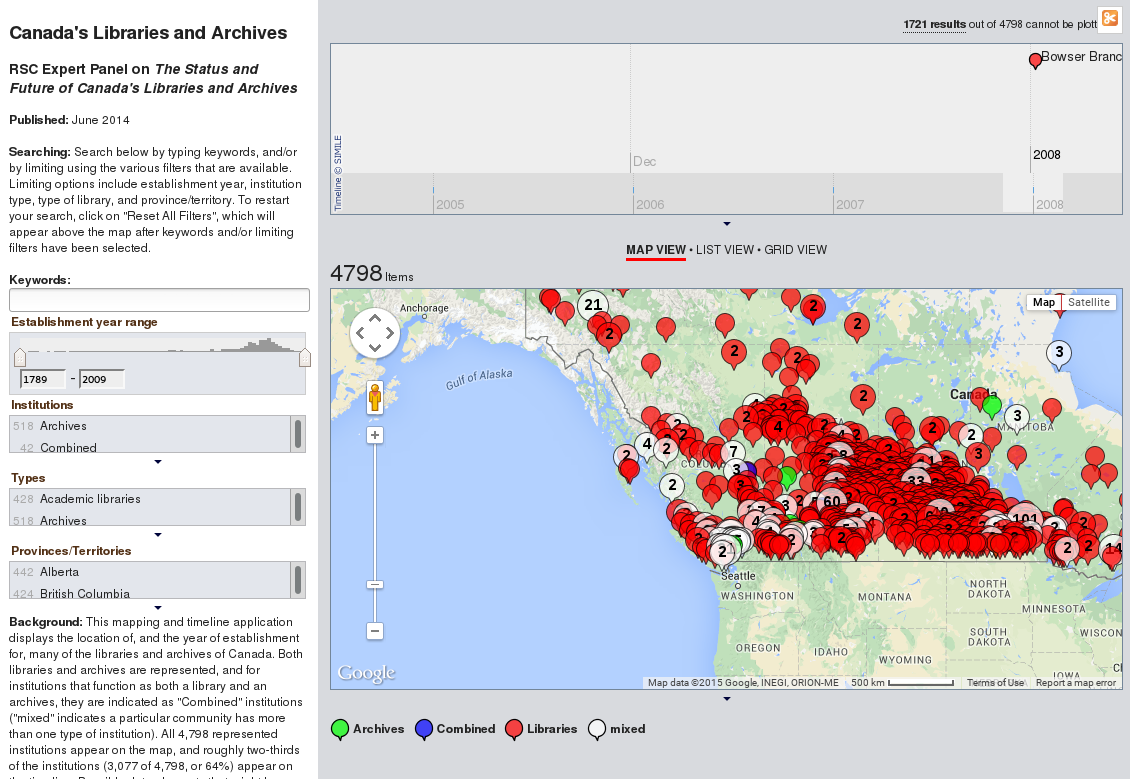 Canada's Libraries and Archives
RSC Expert Panel on The Status and
Future of Canada's Libraries and Archives
Published: June 2014
Searching: Search below by typing keywords, and/or
by limiting using the various filters that are available.
Limiting options include establishment year, institution
type, type of library, and province/territory. To restart
your search, click on "Reset All Filters", which will
appear above the map after keywords and/or limiting
filters have been selected.
Keywords:
Establishment year range
1789 - 2009
Institutions
518 Archives
42 Combined
Types
428 Academic libraries
518 Archives
Provinces/Territories
442 Alberta
424 British Columbia
Background: This mapping and timeline application
displays the location of, and the year of establishment
for, many of the libraries and archives of Canada. Both
libraries and archives are represented, and for
institutions that function as both a library and an
archives, they are indicated as "Combined" institutions
("mixed" indicates a particular community has more
than one type of institution). All 4,798 represented
institutions appear on the map, and roughly two-thirds
of the institutions (3,077 of 4,798, or 64%) appear on
1721 results out of 4798 cannot be plott
Bowser Branc
Timeline © SIMILE
Dec
2008
2005 2006 2007 2008
MAP VIEW • LIST VIEW • GRID VIEW
4798 Items
Map Satellite
Anchorage
Gulf of Alaska
21
2
2
2
2
2
3
2
Canada
3
MANITOBA
2
2
3
4
2
7
3
2
2
33
60
101
2
2
14
2
Seattle
WASHINGTON
MONTANA
NORTH
DAKOTA
MINNESOTA
SOUTH
DAKOTA
WISCON
OREGON
IDAHO
WYOMING
IOWA
Google
Map data ©2015 Google, INEGI, ORION-ME 500 km Terms of Use Report a map error
Archives Combined Libraries mixed